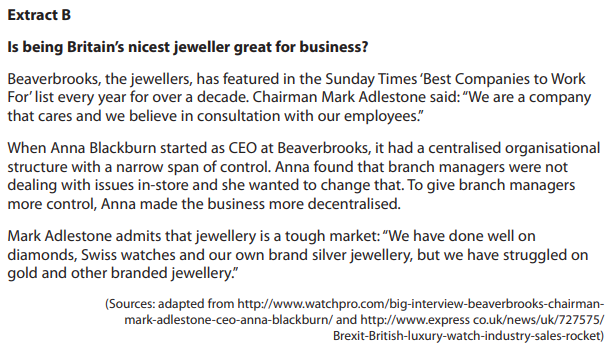 Extract B
Is being Britain's nicest jeweller great for business?
Beaverbrooks, the jewellers, has featured in the Sunday Times ‘Best Companies to Work
For’ list every year for over a decade. Chairman Mark Adlestone said: “We are a company
that cares and we believe in consultation with our employees.”
When Anna Blackburn started as CEO at Beaverbrooks, it had a centralised organisational
structure with a narrow span of control. Anna found that branch managers were not
dealing with issues in-store and she wanted to change that. To give branch managers
more control, Anna made the business more decentralised.
Mark Adlestone admits that jewellery is a tough market: “We have done well on
diamonds, Swiss watches and our own brand silver jewellery, but we have struggled on
gold and other branded jewellery.”
(Sources: adapted from http://www.watchpro.com/big-interview-beaverbrooks-chairman-
mark-adlestone-ceo-anna-blackburn/ and http://www.express co.uk/news/uk/727575/
Brexit-British-luxury-watch-industry-sales-rocket)